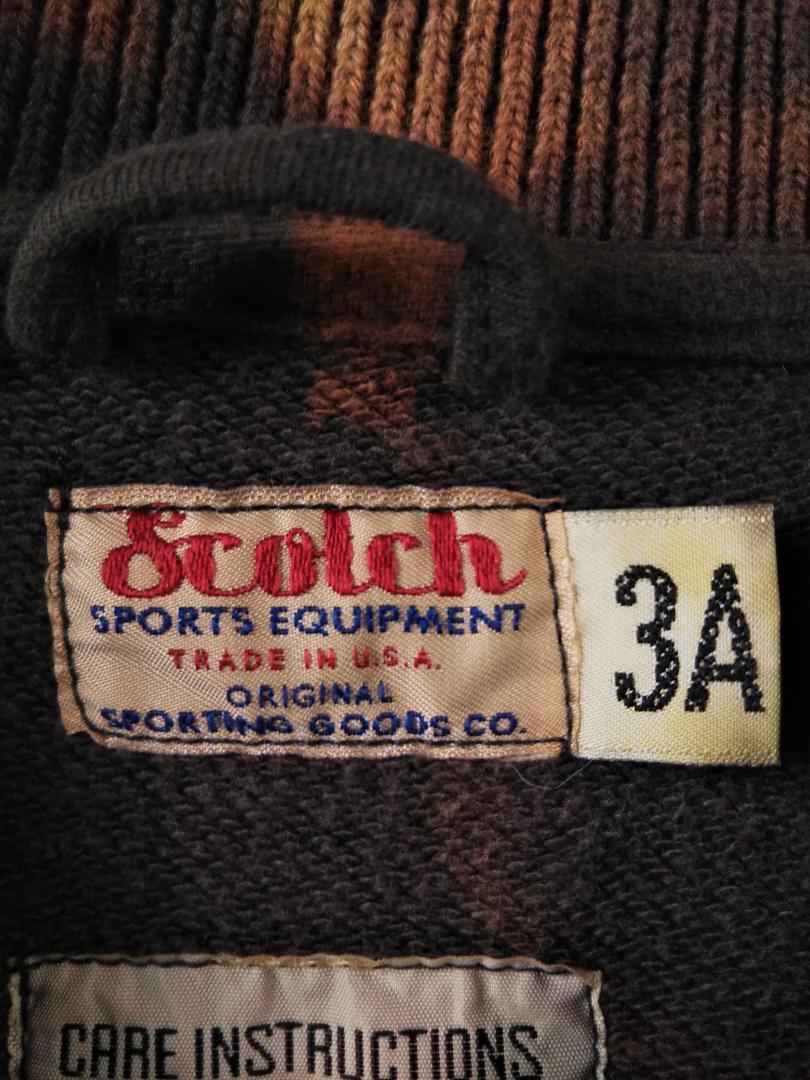 Scotch
SPORTS EQUIPMENT
TRADE IN U.S.A.
ORIGINAL
SPORTING GOODS CO.
3A
CARE INSTRUCTIONS